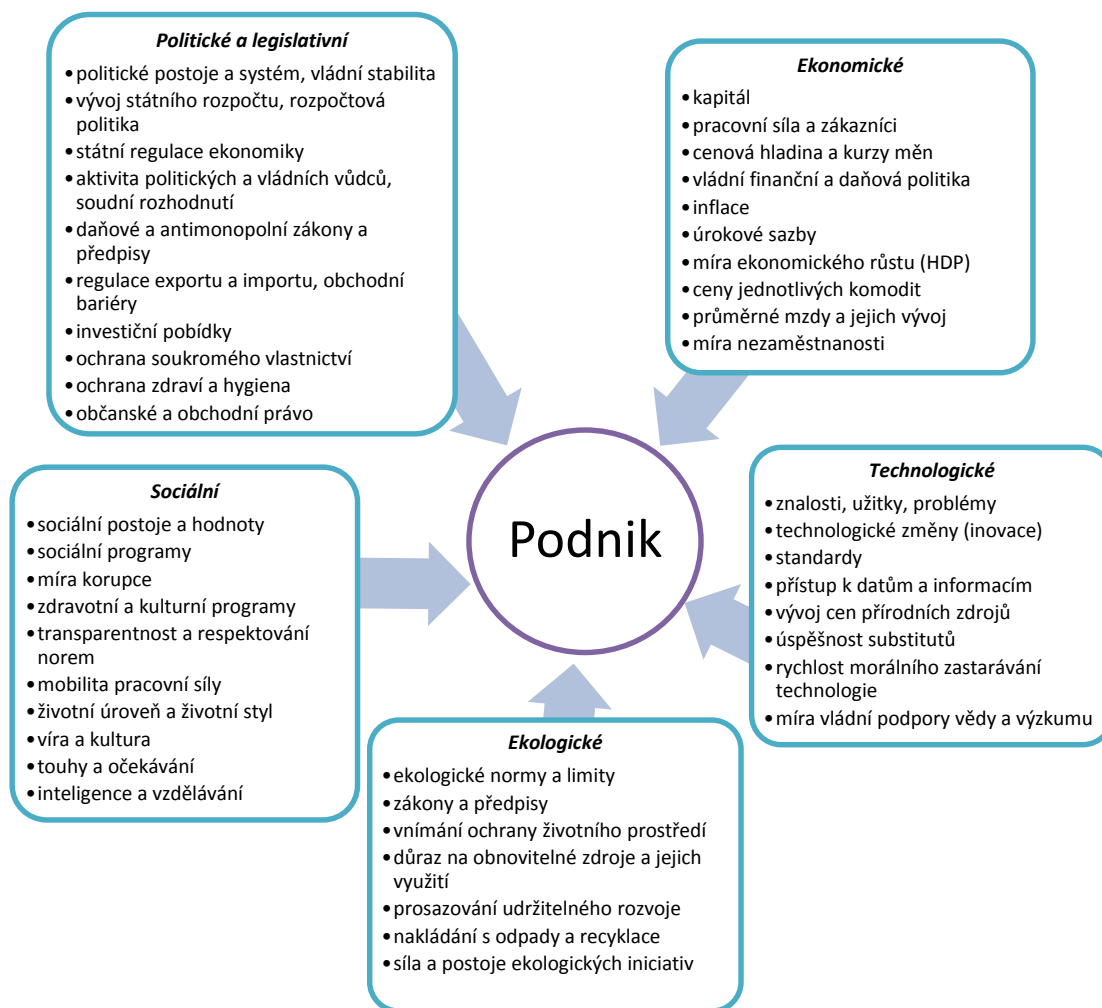 Politické a legislativní
•politické postoje a systém, vládní stabilita
•vývoj státního rozpočtu, rozpočtová
politika
•státní regulace ekonomiky
•aktivita politických a vládních vůdců,
soudní rozhodnutí
•daňové a antimonopolní zákony a
předpisy
•regulace exportu a importu, obchodní
bariéry
•investiční pobídky
•ochrana soukromého vlastnictví
•ochrana zdraví a hygiena
•občanské a obchodní právo
Ekonomické
•kapitál
•pracovní síla a zákazníci
•cenová hladina a kurzy měn
•vládní finanční a daňová politika
•inflace
•úrokové sazby
•míra ekonomického růstu (HDP)
•ceny jednotlivých komodit
•průměrné mzdy a jejich vývoj
•míra nezaměstnanosti
Sociální
•sociální postoje a hodnoty
•sociální programy
•míra korupce
•zdravotní a kulturní programy
•transparentnost a respektování
norem
•mobilita pracovní síly
•životní úroveň a životní styl
•víra a kultura
•touhy a očekávání
•inteligence a vzdělávání
Podnik
Technologické
•znalosti, užitky, problémy
•technologické změny (inovace)
•standardy
•přístup k datům a informacím
•vývoj cen přírodních zdrojů
•úspěšnost substitutů
•rychlost morálního zastarávání
technologie
•míra vládní podpory vědy a výzkumu
Ekologické
•ekologické normy a limity
•zákony a předpisy
•vnímání ochrany životního prostředí
•důraz na obnovitelné zdroje a jejich
využití
•prosazování udržitelného rozvoje
•nakládání s odpady a recyklace
•síla a postoje ekologických iniciativ